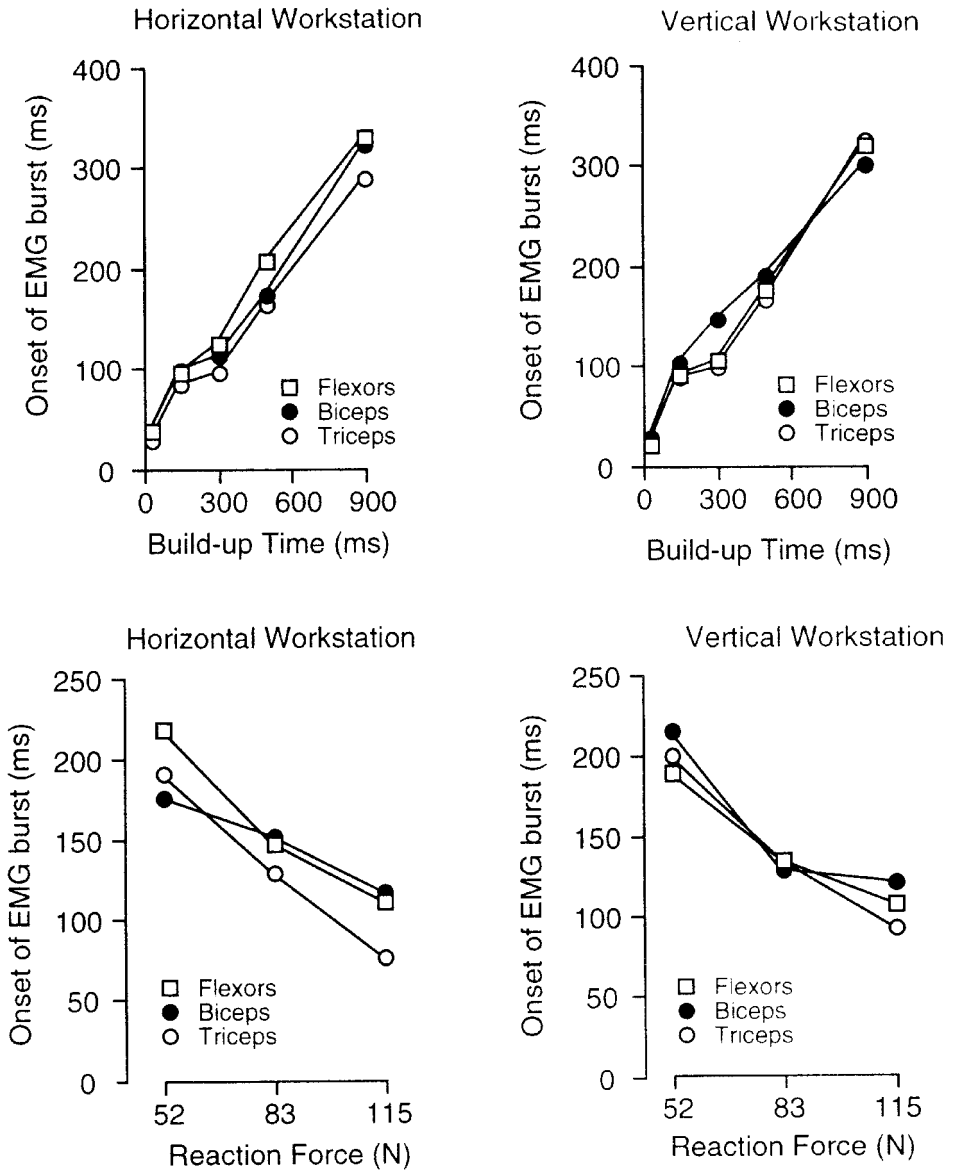 Horizontal Workstation
Onset of EMG burst (ms)
400
300
200
100
0
Flexors
Biceps
Triceps
0 300 600 900
Build-up Time (ms)
Vertical Workstation
Onset of EMG burst (ms)
400
300
200
100
0
Flexors
Biceps
Triceps
0 300 600 900
Build-up Time (ms)
Horizontal Workstation
Onset of EMG burst (ms)
250
200
150
100
50
0
Flexors
Biceps
Triceps
52 83 115
Reaction Force (N)
Vertical Workstation
Onset of EMG burst (ms)
250
200
150
100
50
0
Flexors
Biceps
Triceps
52 83 115
Reaction Force (N)